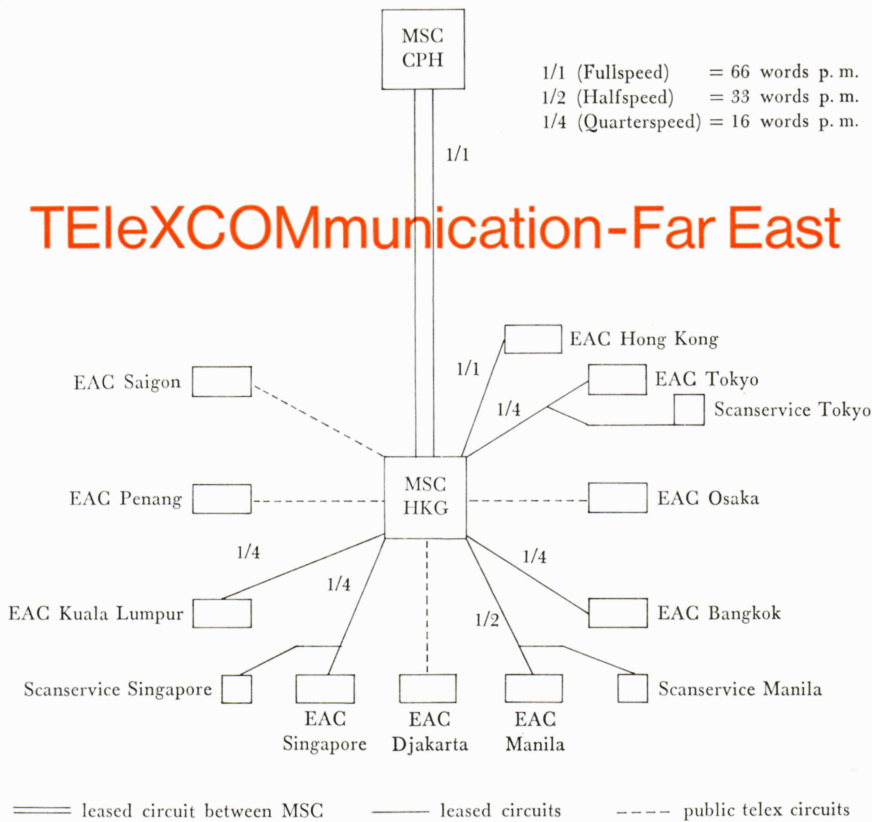 MSC
CPH
1/1 (Fullspeed) = 66 words p. m.
1/2 (Halfspeed) = 33 words p. m.
1/4 (Quarterspeed) = 16 words p. m.
1/1
TEleXCOMmunication-Far East
EAC Hong Kong
1/1
EAC Saigon
EAC Tokyo
1/4
Scanservice Tokyo
MSC
HKG
EAC Penang
EAC Osaka
1/4
1/4
1/4
EAC Kuala Lumpur
1/2
EAC Bangkok
Scanservice Singapore
Scanservice Manila
EAC
Singapore
EAC
Djakarta
EAC
Manila
leased circuit between MSC
leased circuits
public telex circuits